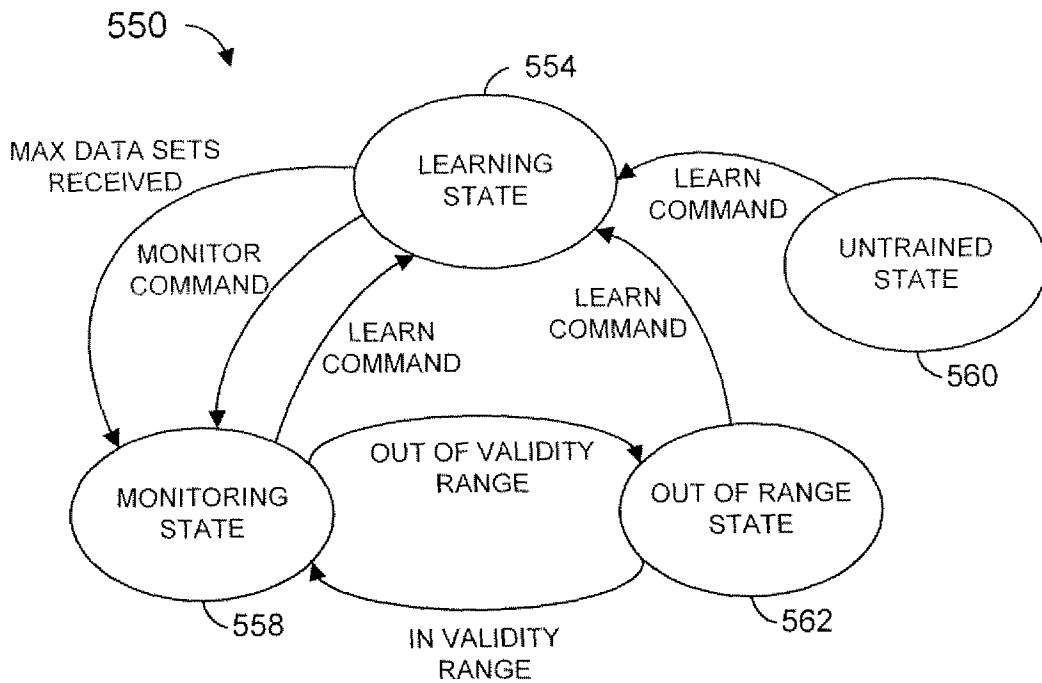 550
554
MAX DATA SETS
RECEIVED
LEARNING
STATE
LEARN
COMMAND
UNTRAINED
STATE
560
MONITOR
COMMAND
LEARN
COMMAND
LEARN
COMMAND
OUT OF VALIDITY
RANGE
MONITORING
STATE
558
OUT OF RANGE
STATE
562
IN VALIDITY
RANGE